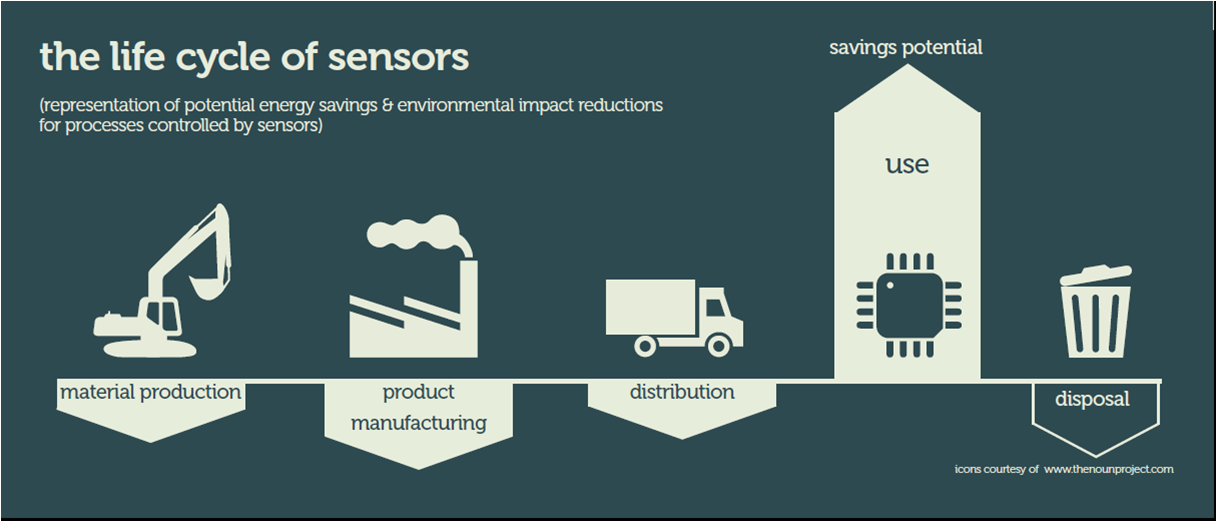 the life cycle of sensors
(representation of potential energy savings & environmental impact reductions
for processes controlled by sensors)
savings potential
use
material production
product
manufacturing
distribution
disposal
icons courtesy of www.thenounproject.com